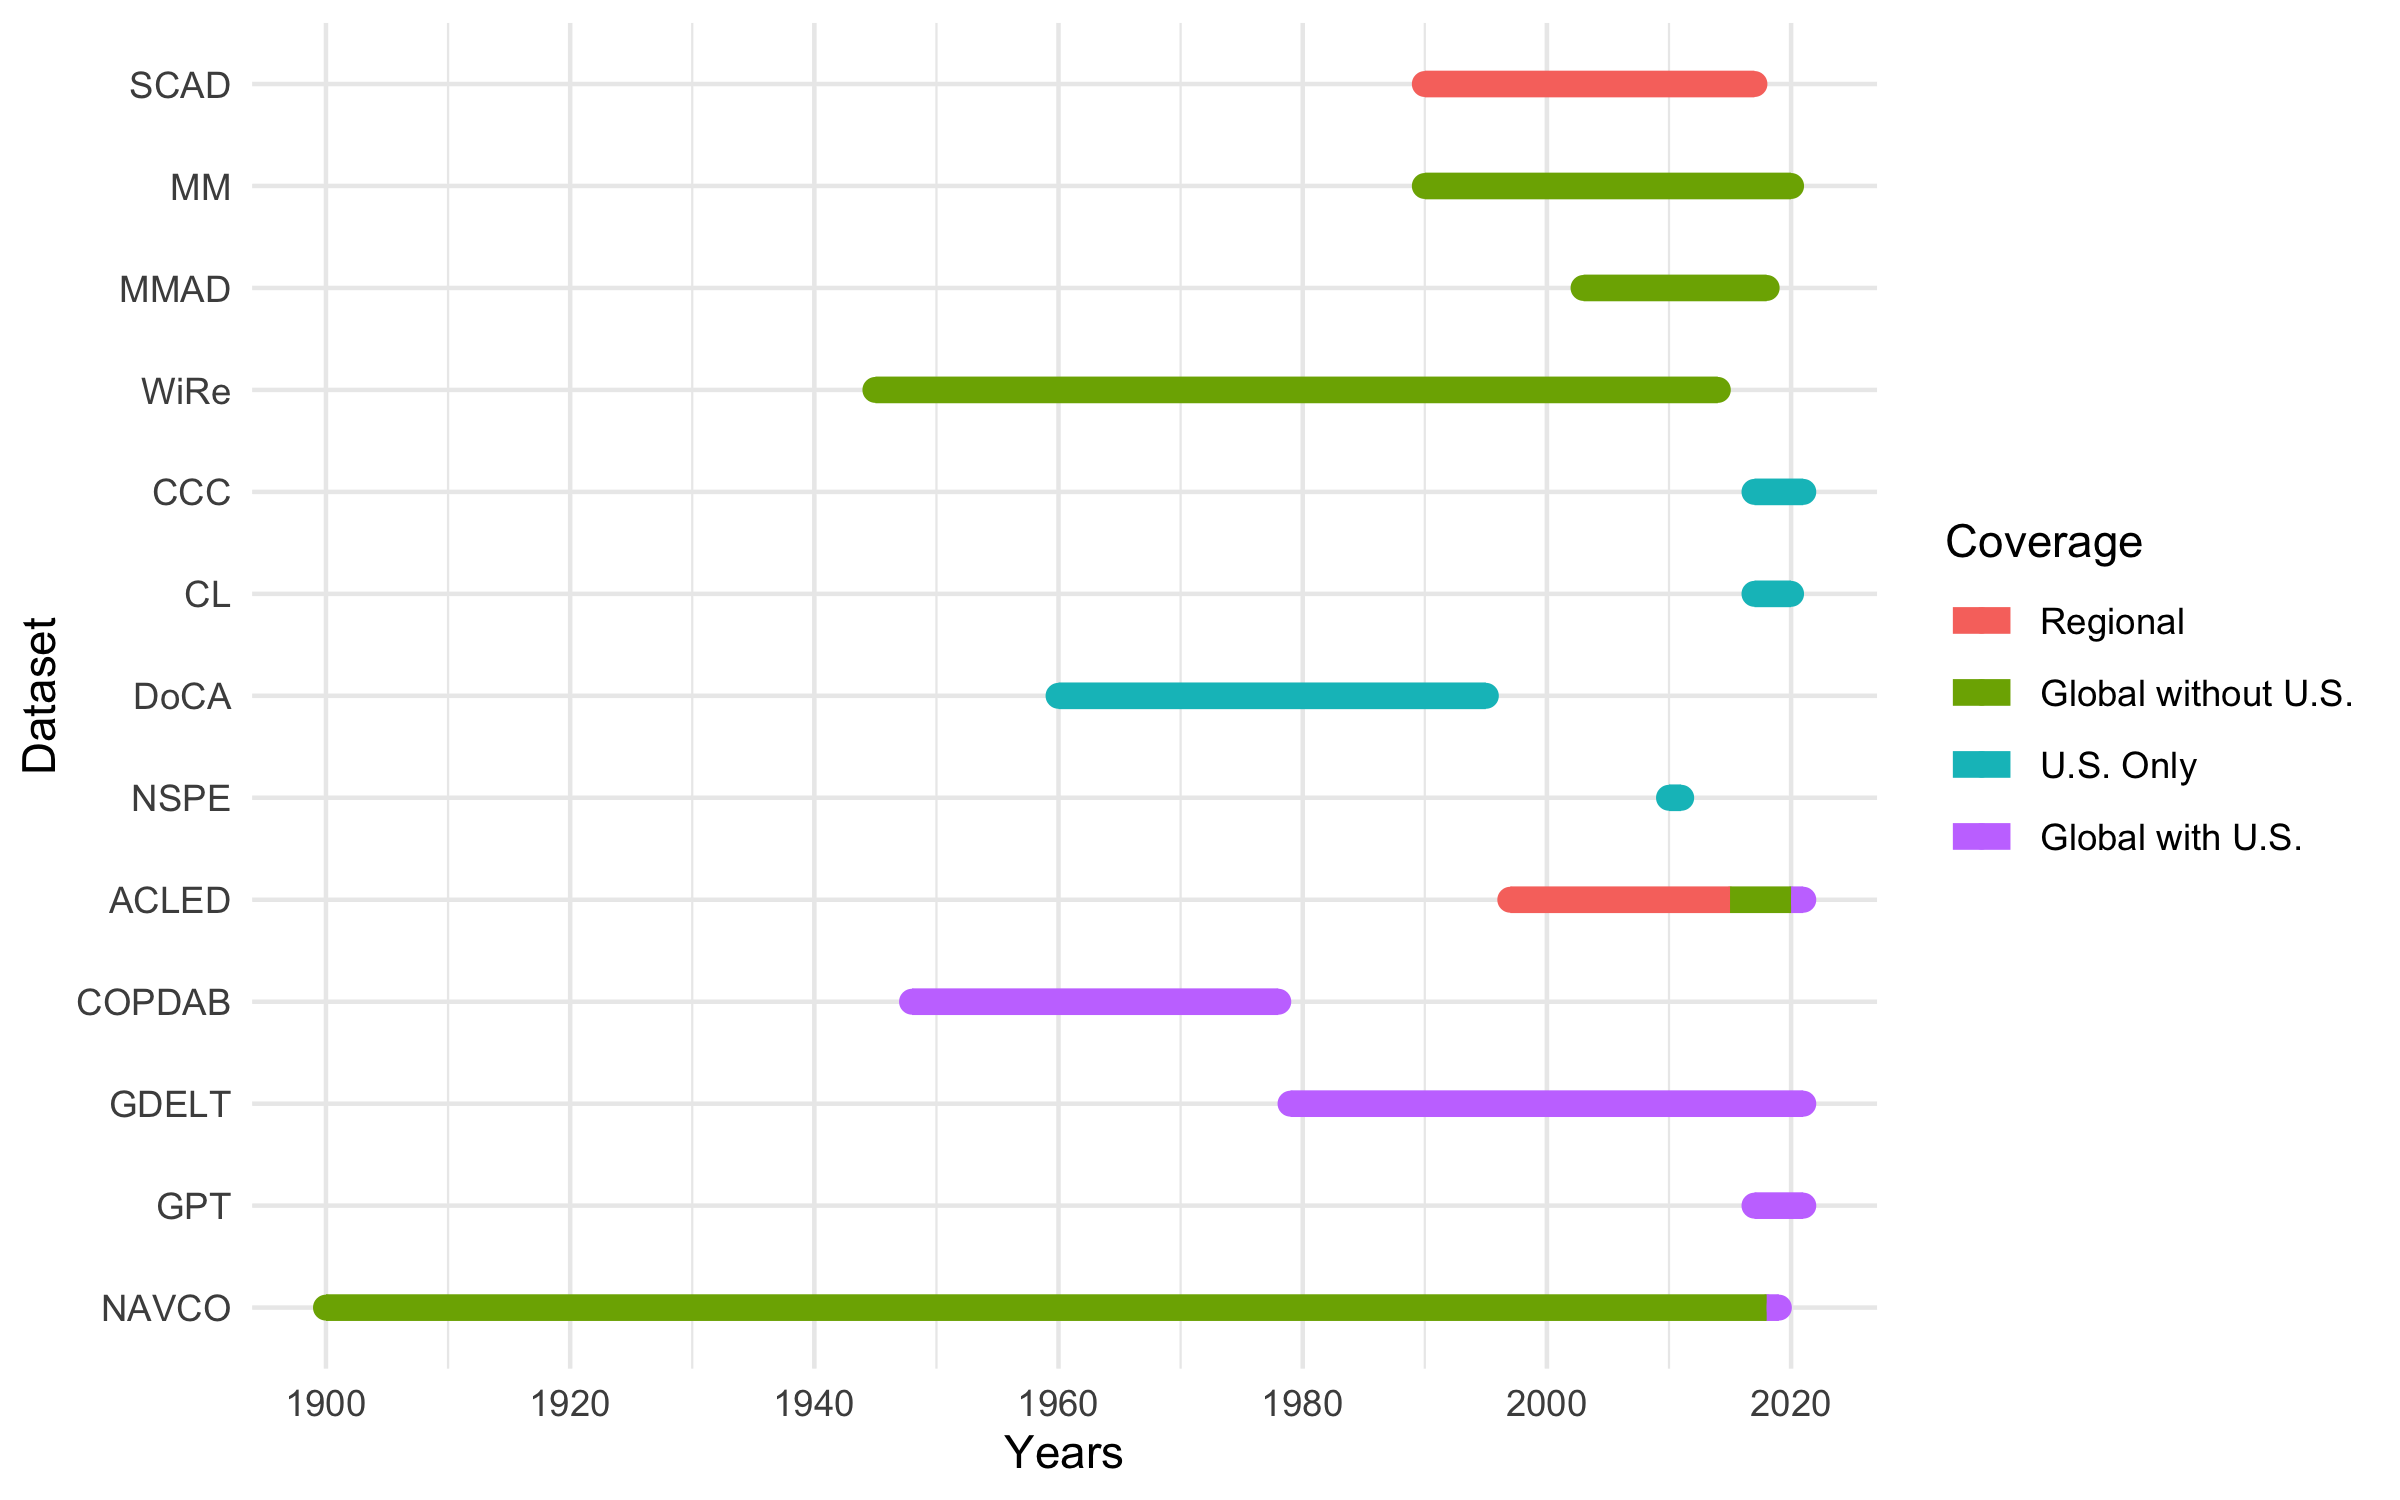 SCAD
MM
MMAD
WiRe
CCC
CL
DoCA
NSPE
ACLED
COPDAB
GDELT
GPT
NAVCO
Dataset
1900 1920 1940 1960 1980 2000 2020
Years
Coverage
Regional
Global without U.S.
U.S. Only
Global with U.S.